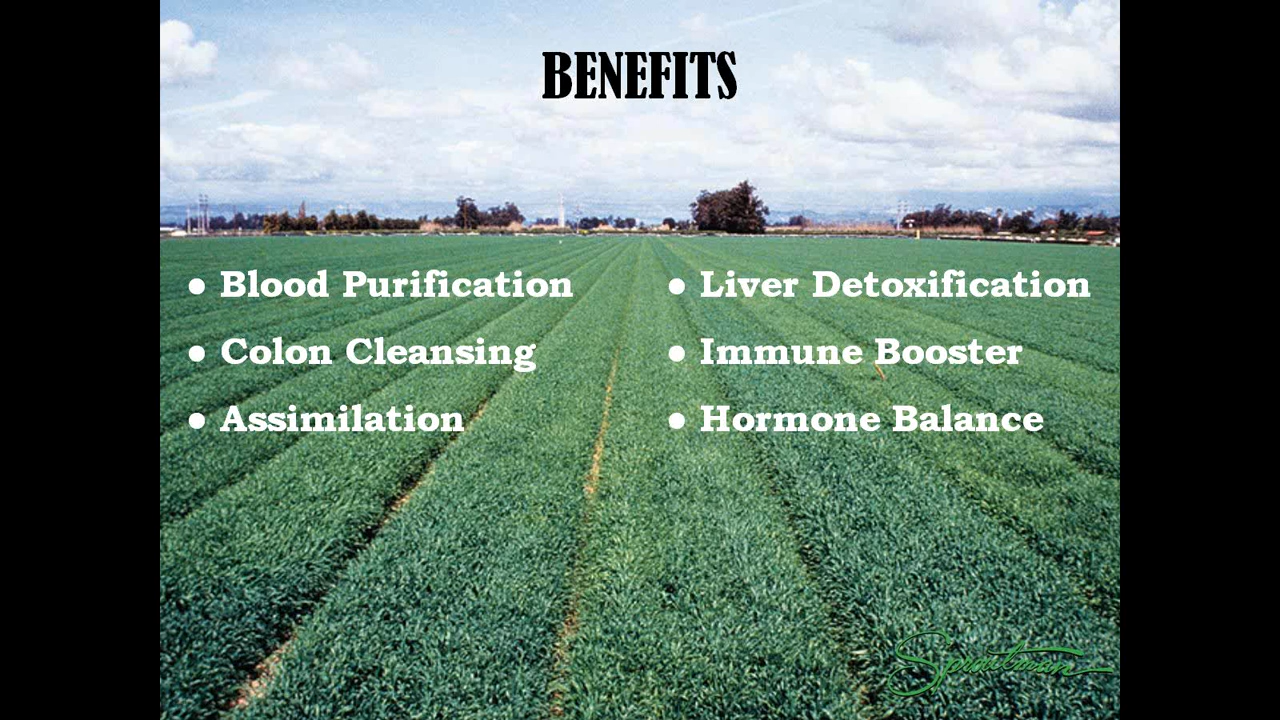 BENEFITS
• Blood Purification
• Colon Cleansing
• Assimilation
• Liver Detoxification
• Immune Booster
• Hormone Balance
Sproutman